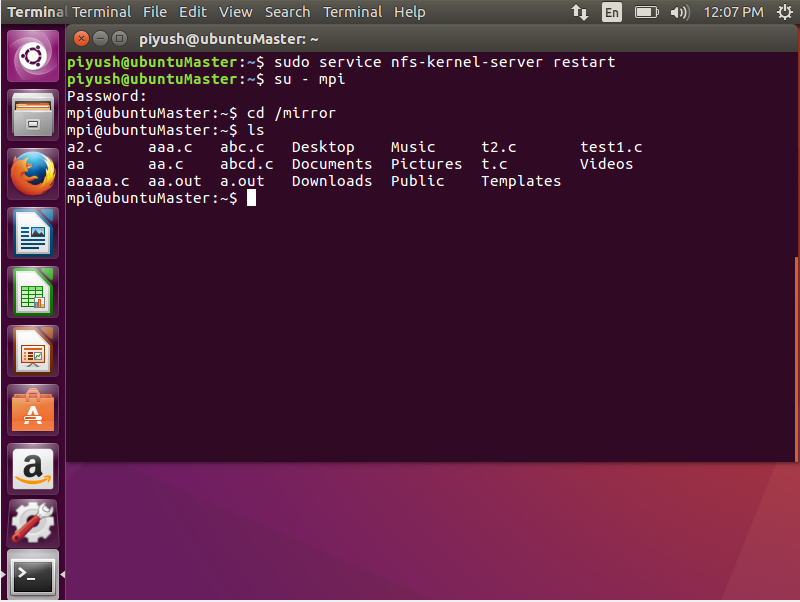 Terminal Terminal File Edit View Search Terminal Help En 12:07 PM
piyush@ubuntuMaster: ~
piyush@ubuntuMaster:~$ sudo service nfs-kernel-server restart
piyush@ubuntuMaster:~$ su - mpi
Password:
mpi@ubuntuMaster:~$ cd /mirror
mpi@ubuntuMaster:~$ ls
a2.c aaa.c abc.c Desktop Music t2.c test1.c
aa aa.c abcd.c Documents Pictures t.c Videos
aaaaa.c aa.out a.out Downloads Public Templates
mpi@ubuntuMaster:~$